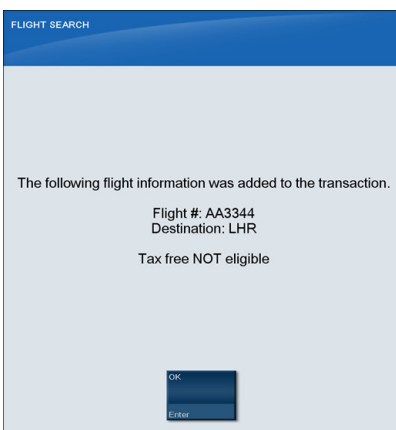 FLIGHT SEARCH
The following flight information was added to the transaction.
Flight #: AA3344
Destination: LHR
Tax free NOT eligible
OK
Enter